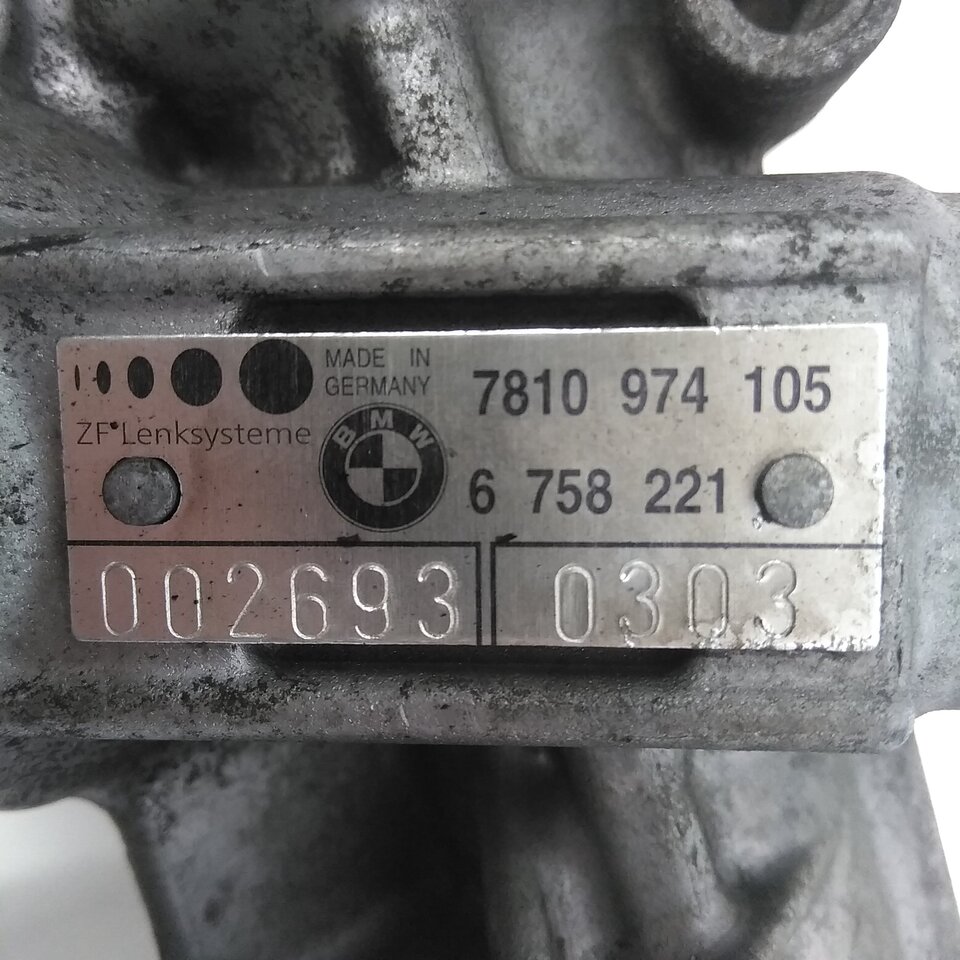 MADE IN
GERMANY
7810 974 105
ZF Lenksysteme
BMW
6 758 221
002693
0303